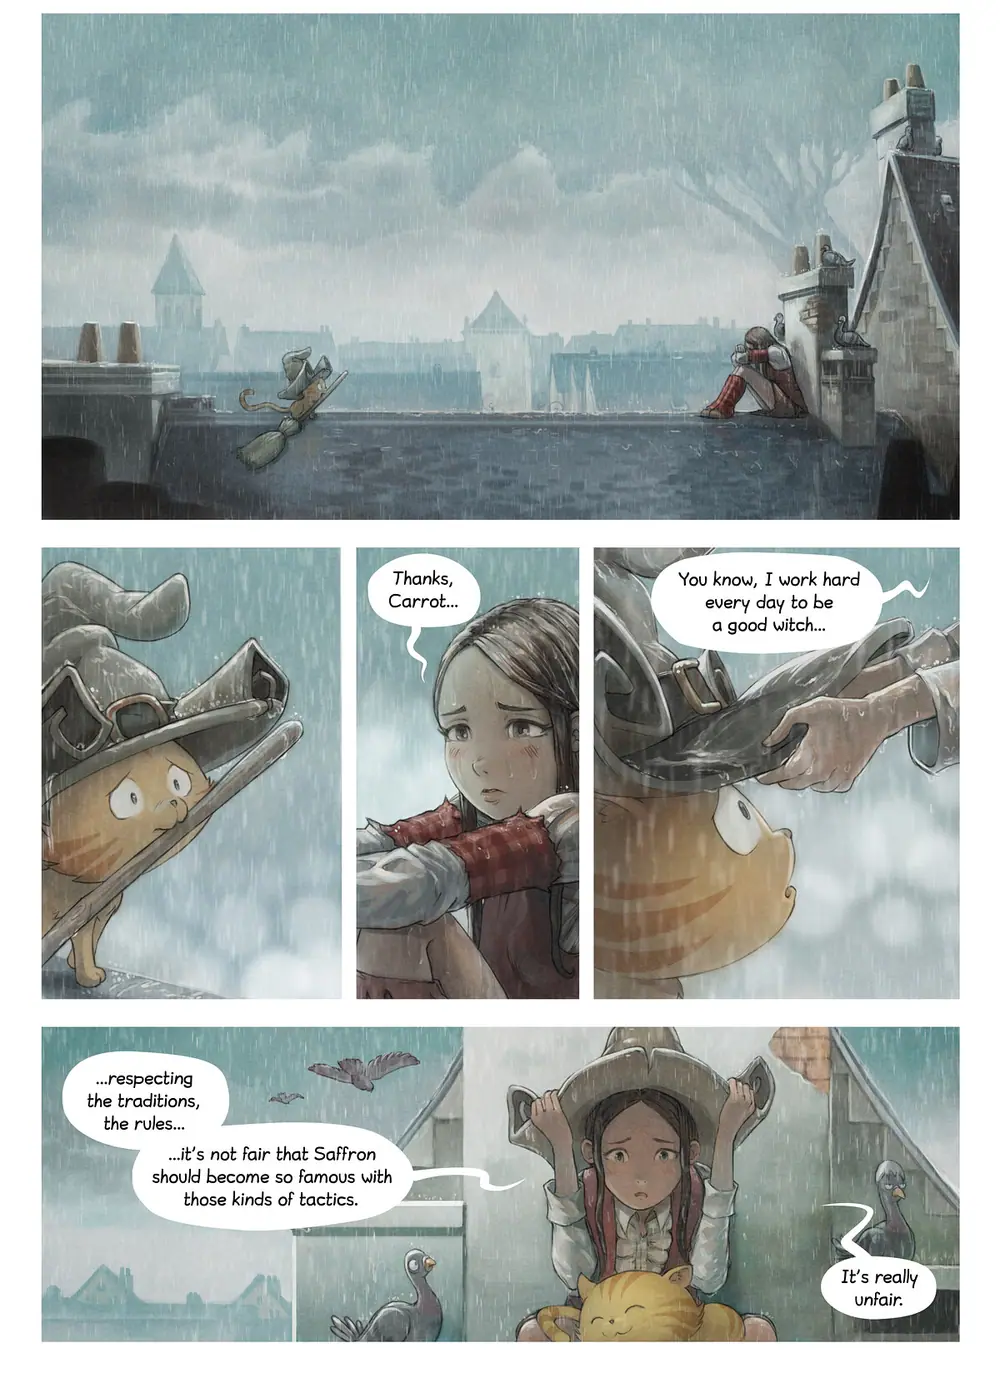 Thanks,
Carrot...
You know, I work hard
every day to be
a good witch...
...respecting
the traditions,
the rules...
...it's not fair that Saffron
should become so famous with
those kinds of tactics.
It's really
unfair.